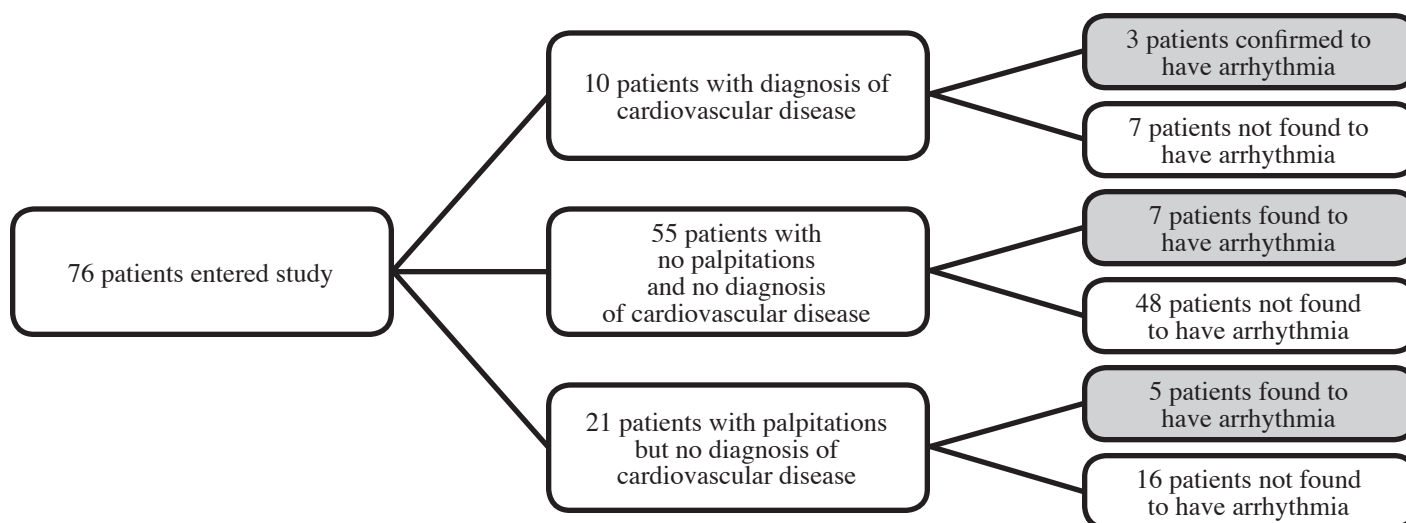 76 patients entered study
10 patients with diagnosis of
cardiovascular disease
3 patients confirmed to
have arrhythmia
7 patients not found to
have arrhythmia
55 patients with
no palpitations
and no diagnosis
of cardiovascular disease
7 patients found to
have arrhythmia
48 patients not found
to have arrhythmia
21 patients with palpitations
but no diagnosis of
cardiovascular disease
5 patients found to
have arrhythmia
16 patients not found
to have arrhythmia